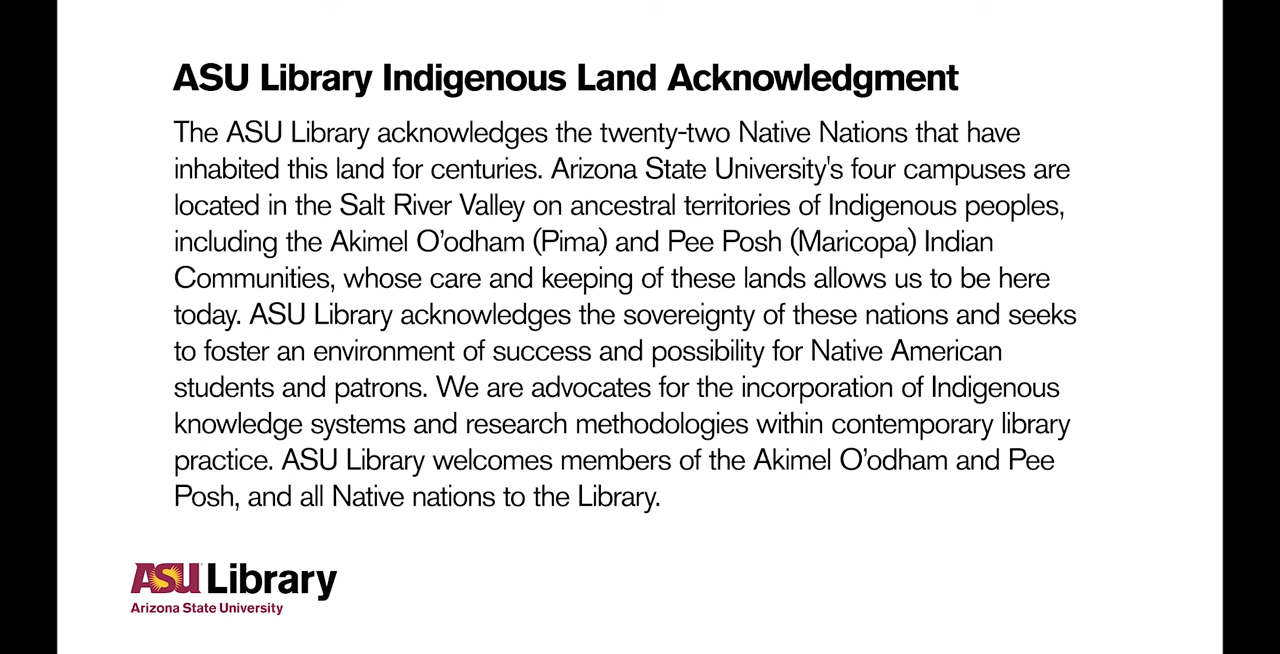 ASU Library Indigenous Land Acknowledgment
The ASU Library acknowledges the twenty-two Native Nations that have
inhabited this land for centuries. Arizona State University's four campuses are
located in the Salt River Valley on ancestral territories of Indigenous peoples,
including the Akimel O’odham (Pima) and Pee Posh (Maricopa) Indian
Communities, whose care and keeping of these lands allows us to be here
today. ASU Library acknowledges the sovereignty of these nations and seeks
to foster an environment of success and possibility for Native American
students and patrons. We are advocates for the incorporation of Indigenous
knowledge systems and research methodologies within contemporary library
practice. ASU Library welcomes members of the Akimel O’odham and Pee
Posh, and all Native nations to the Library.
ASU Library
Arizona State University